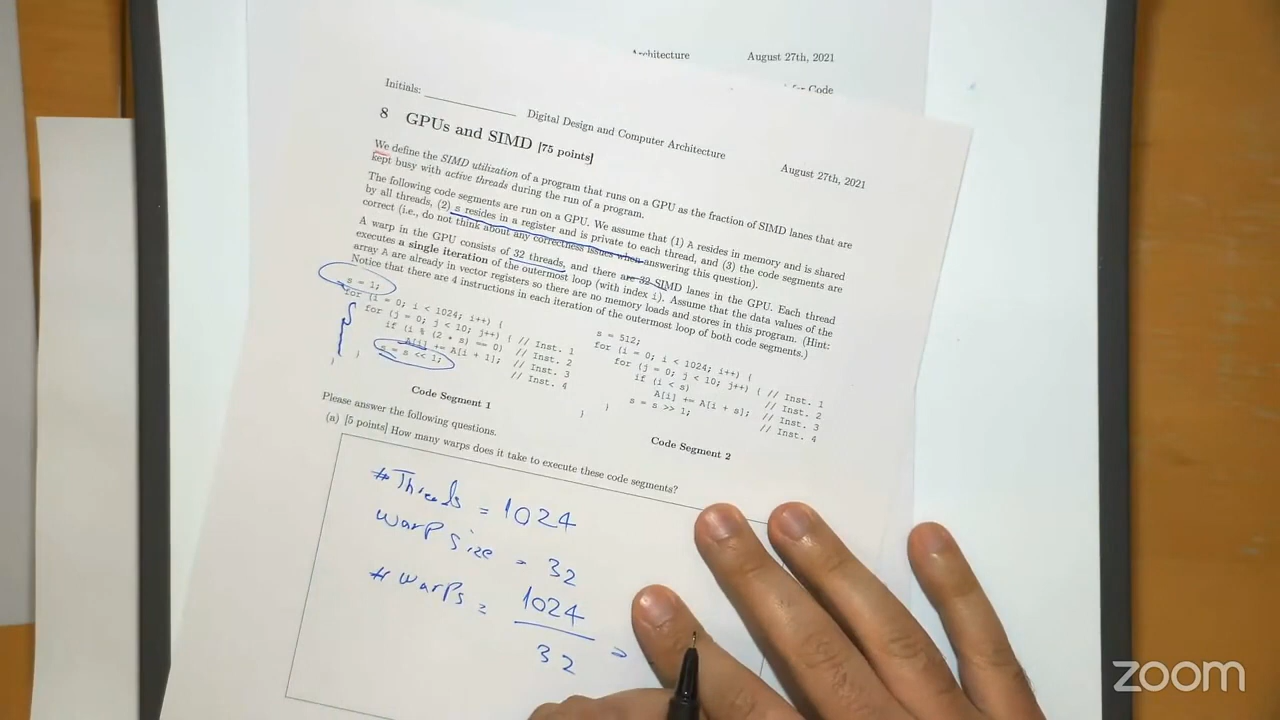 Architecture August 27th, 2021
for Code
Initials:
Digital Design and Computer Architecture
August 27th, 2021
8 GPUs and SIMD [75 points]
We define the SIMD utilization of a program that runs on a GPU as the fraction of SIMD lanes that are
kept busy with active threads during the run of a program.
The following code segments are run on a GPU. We assume that (1) A resides in memory and is shared
by all threads, (2) s resides in a register and is private to each thread, and (3) the code segments are
correct (i.e., do not think about any correctness issues when answering this question).
A warp in the GPU consists of 32 threads, and there are 32 SIMD lanes in the GPU. Each thread
executes a single iteration of the outermost loop (with index i). Assume that the data values of the
array A are already in vector registers so there are no memory loads and stores in this program. (Hint:
Notice that there are 4 instructions in each iteration of the outermost loop of both code segments.)
s = 1;
for (i = 0; i < 1024; i++) {
for (j = 0; j < 10; j++) { // Inst. 1
if (i % (2 * s) == 0) // Inst. 2
A[i] += A[i + 1]; // Inst. 3
s = s << 1; // Inst. 4
}
}
Code Segment 1
s = 512;
for (i = 0; i < 1024; i++) {
for (j = 0; j < 10; j++) { // Inst. 1
if (i < s) // Inst. 2
A[i] += A[i + s]; // Inst. 3
s = s >> 1; // Inst. 4
}
}
Code Segment 2
Please answer the following questions.
(a) [5 points] How many warps does it take to execute these code segments?
#Threads = 1024
Warp size = 32
# warps = 1024
32 =
zoom